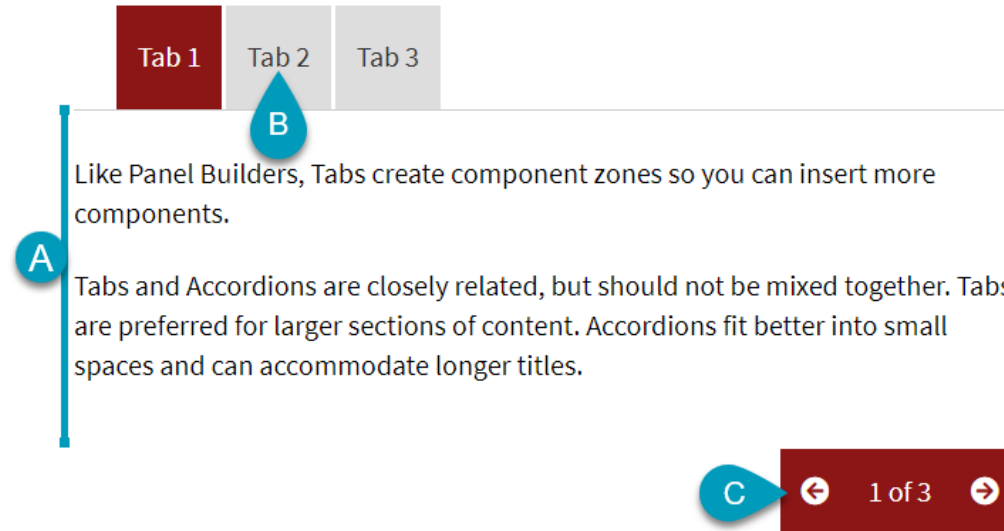 Tab 1 Tab 2 Tab 3
B
Like Panel Builders, Tabs create component zones so you can insert more
components.
A
Tabs and Accordions are closely related, but should not be mixed together. Tabs
are preferred for larger sections of content. Accordions fit better into small
spaces and can accommodate longer titles.
C 1 of 3